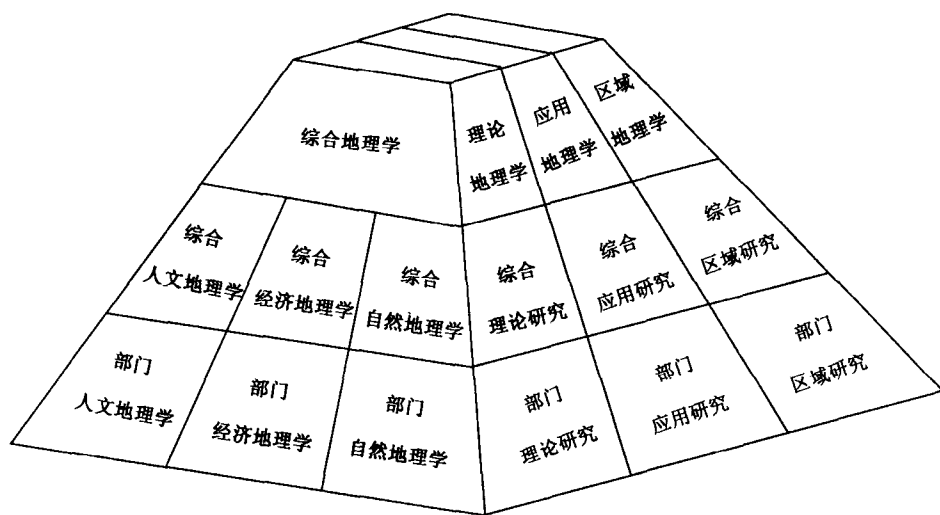 综合地理学
理论
地理学
应用
地理学
区域
地理学
综合
人文地理学
综合
经济地理学
综合
自然地理学
综合
理论研究
综合
应用研究
综合
区域研究
部门
人文地理学
部门
经济地理学
部门
自然地理学
部门
理论研究
部门
应用研究
部门
区域研究